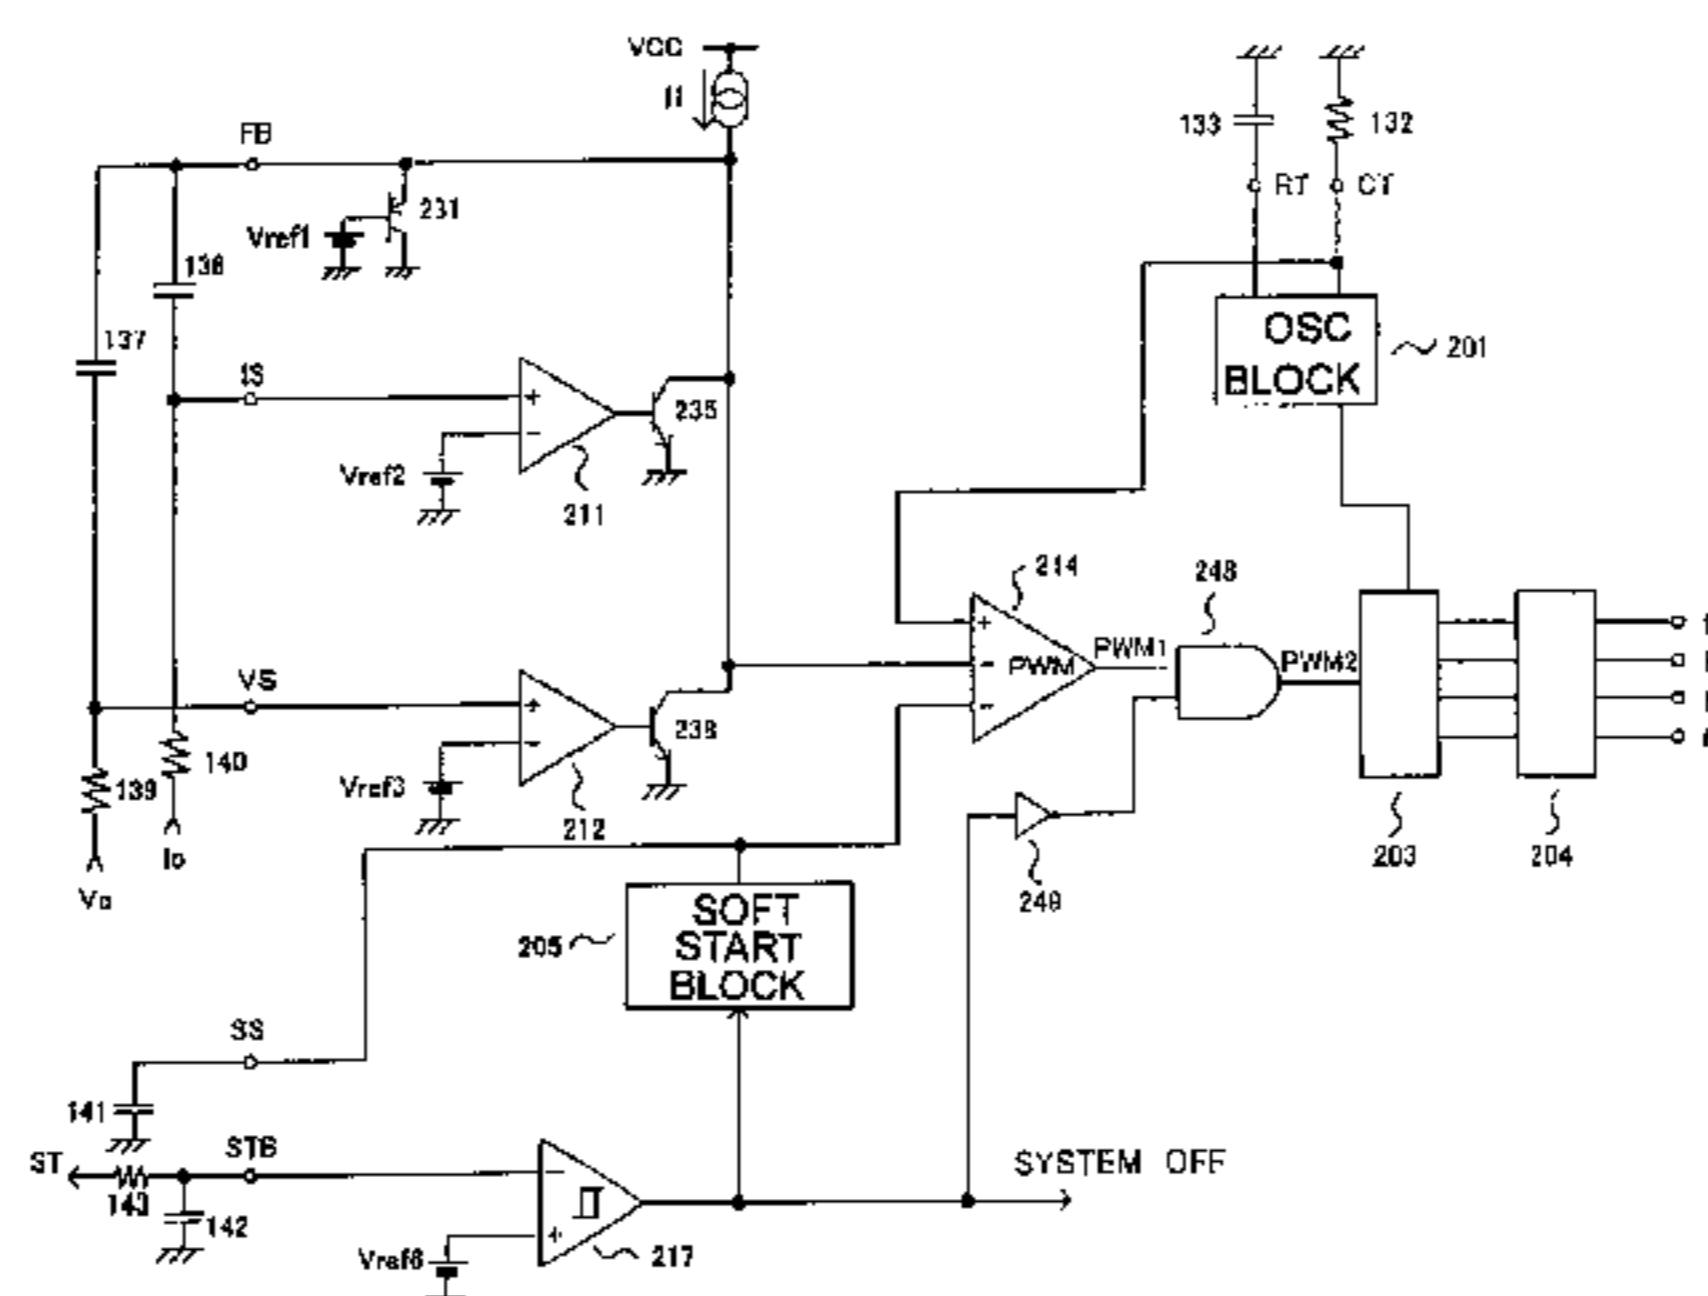 VCC
I1
FB
133
132
RT
CT
231
Vref1
136
137
OSC
BLOCK
201
IS
235
Vref2
211
214
248
PWM1
PWM
PWM2
VS
238
140
139
Vref3
212
Io
Vo
203
204
249
SOFT
START
BLOCK
205
SS
141
STB
ST
143
142
SYSTEM OFF
Vref6
217